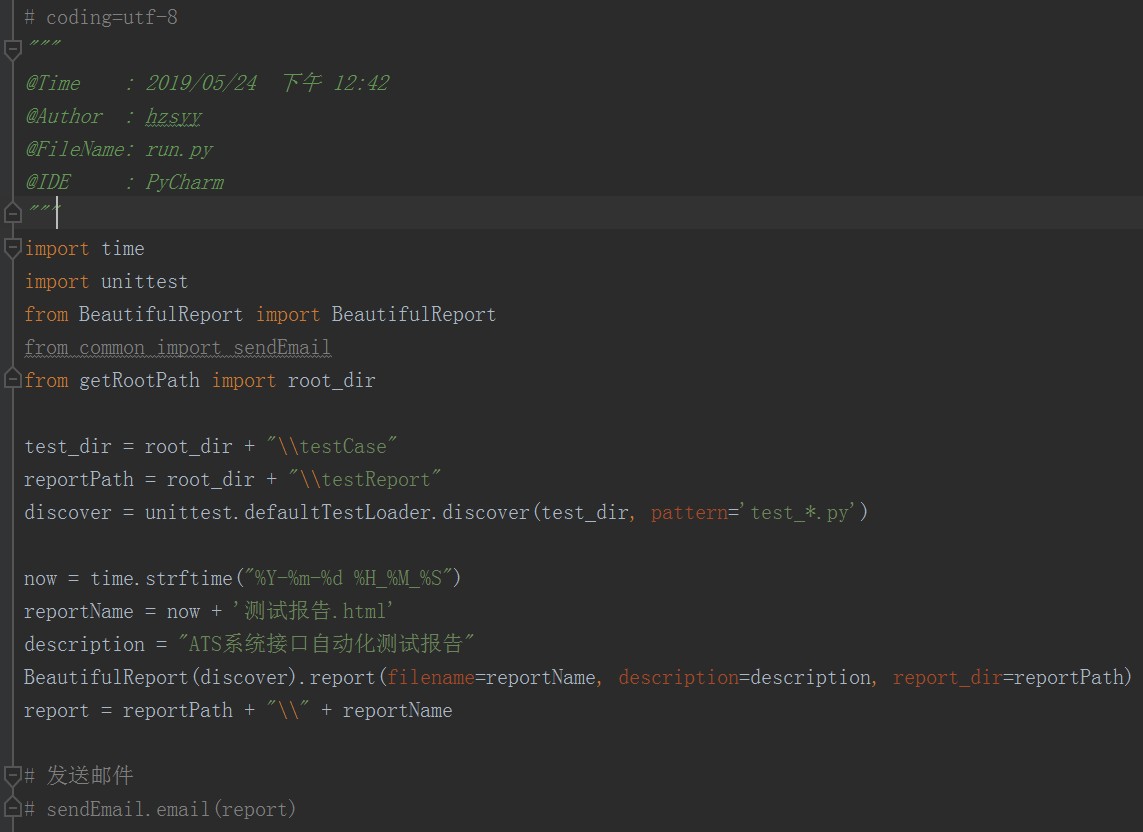 # coding=utf-8
"""
@Time    : 2019/05/24  下午 12:42
@Author  : hzsyy
@FileName: run.py
@IDE     : PyCharm
"""
import time
import unittest
from BeautifulReport import BeautifulReport
from common import sendEmail
from getRootPath import root_dir

test_dir = root_dir + "\\testCase"
reportPath = root_dir + "\\testReport"
discover = unittest.defaultTestLoader.discover(test_dir, pattern='test_*.py')

now = time.strftime("%Y-%m-%d %H_%M_%S")
reportName = now + '测试报告.html'
description = "ATS系统接口自动化测试报告"
BeautifulReport(discover).report(filename=reportName, description=description, report_dir=reportPath)
report = reportPath + "\\" + reportName

# 发送邮件
# sendEmail.email(report)